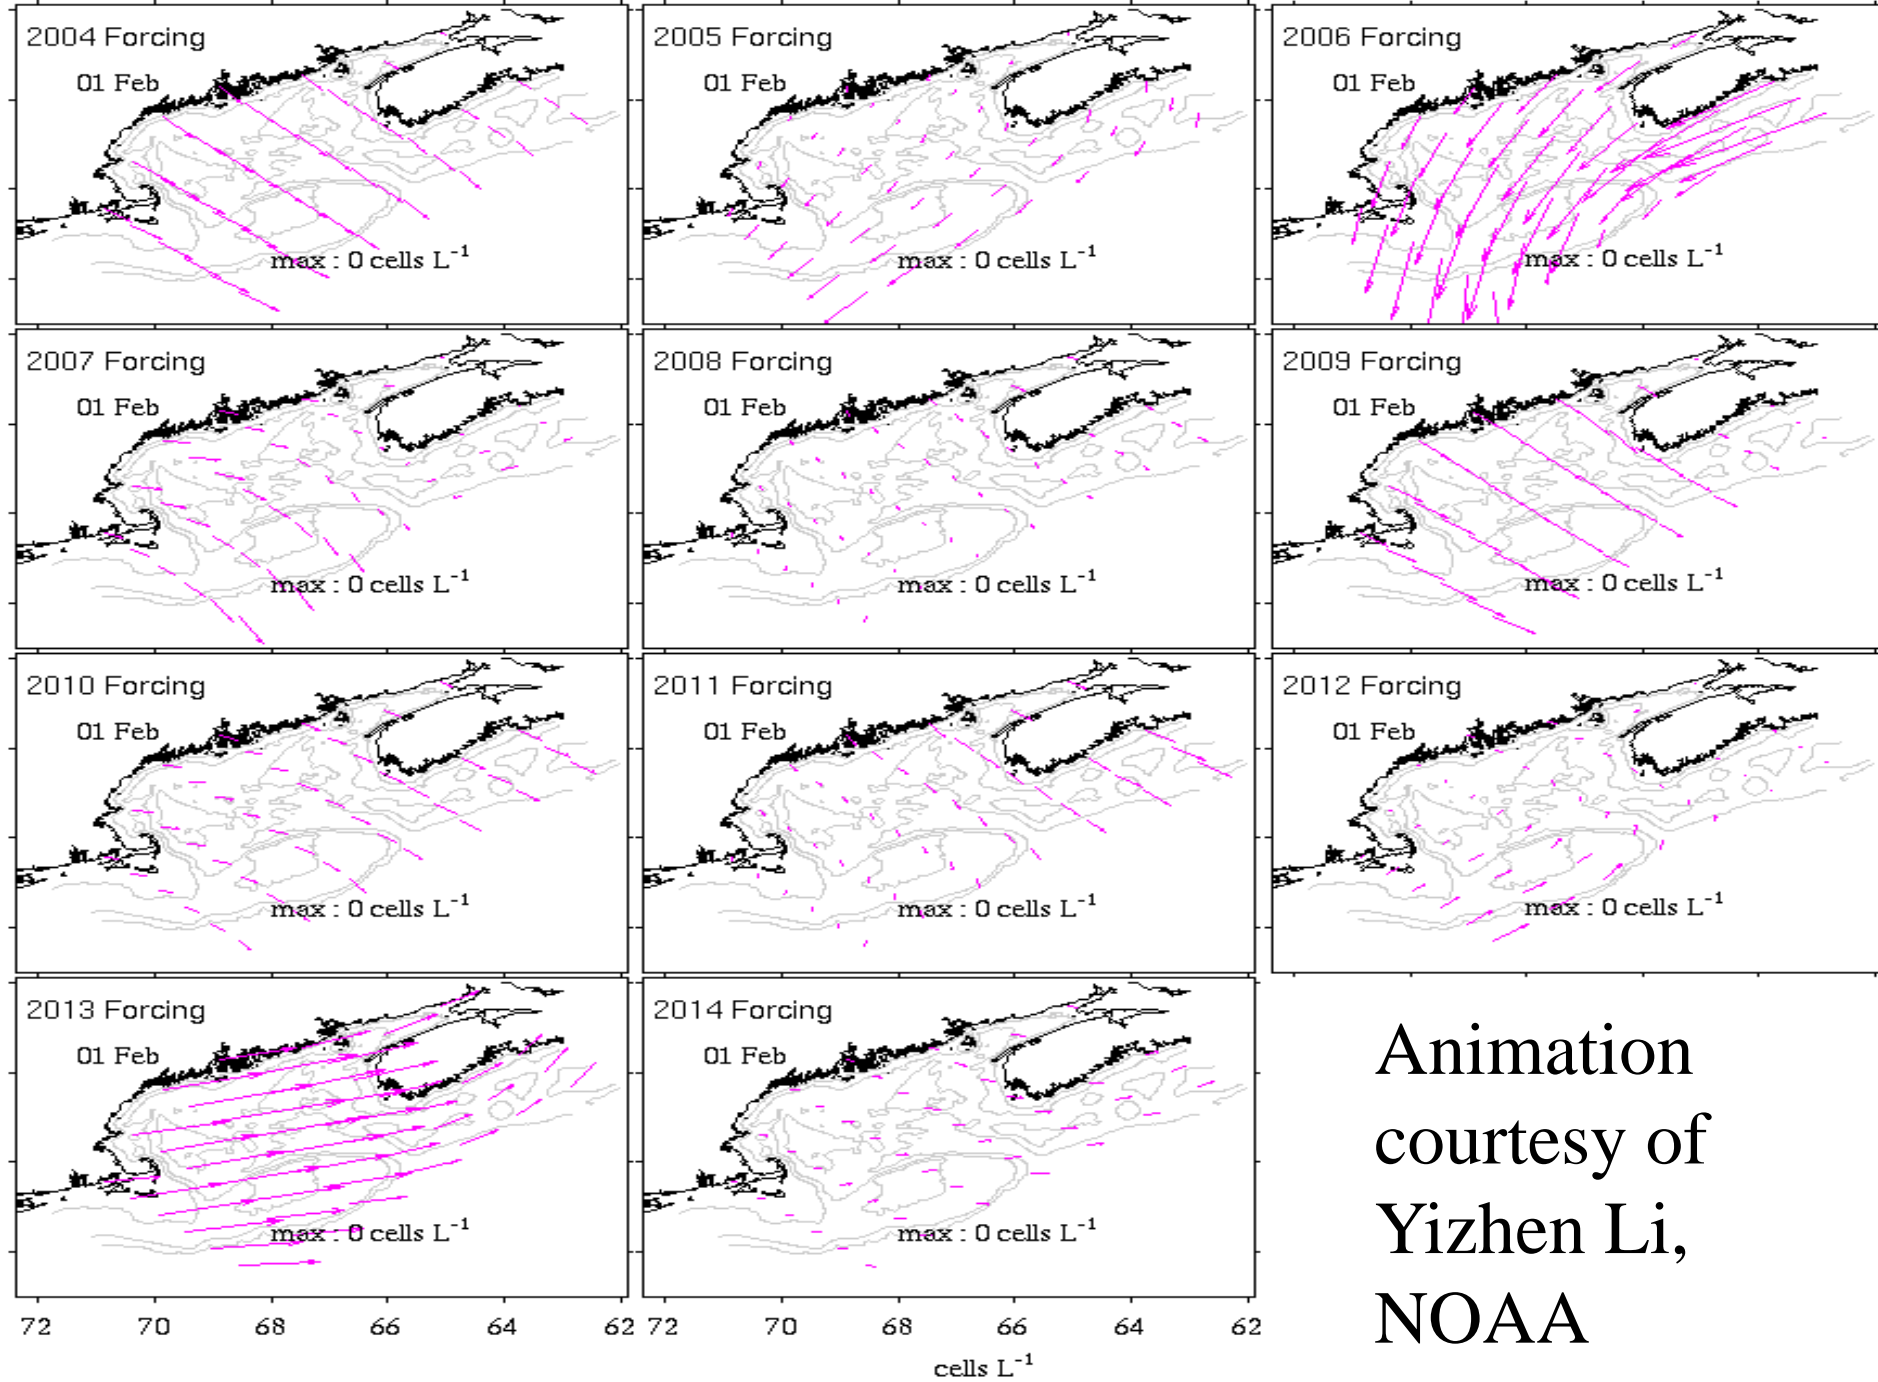 2004 Forcing
01 Feb
max : 0 cells L⁻¹
2005 Forcing
01 Feb
max : 0 cells L⁻¹
2006 Forcing
01 Feb
max : 0 cells L⁻¹
2007 Forcing
01 Feb
max : 0 cells L⁻¹
2008 Forcing
01 Feb
max : 0 cells L⁻¹
2009 Forcing
01 Feb
max : 0 cells L⁻¹
2010 Forcing
01 Feb
max : 0 cells L⁻¹
2011 Forcing
01 Feb
max : 0 cells L⁻¹
2012 Forcing
01 Feb
max : 0 cells L⁻¹
2013 Forcing
01 Feb
max : 0 cells L⁻¹
2014 Forcing
01 Feb
max : 0 cells L⁻¹
72 70 68 66 64 62 72 70 68 66 64 62
cells L⁻¹
Animation
courtesy of
Yizhen Li,
NOAA